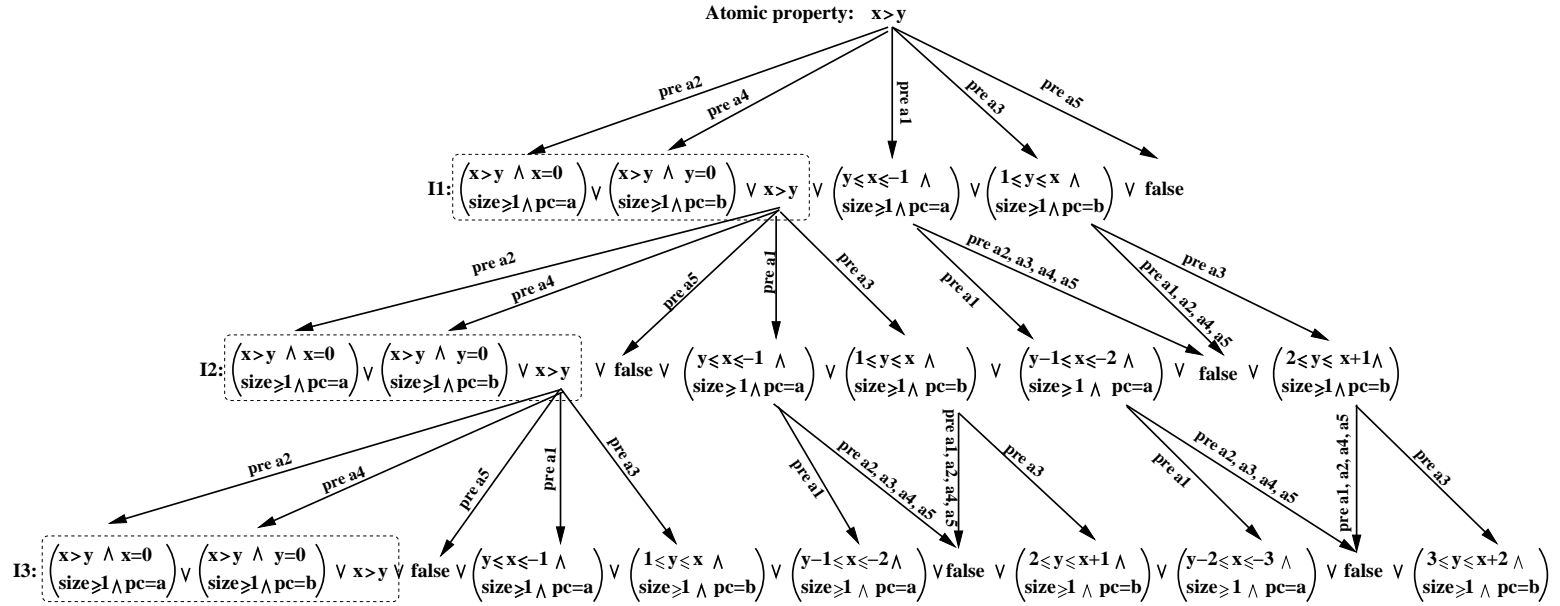 Atomic property: x>y
pre a2
pre a4
pre a1
pre a3
pre a5
I1: (x>y ∧ x=0 size⩾1∧pc=a) ∨ (x>y ∧ y=0 size⩾1∧pc=b) ∨ x>y ∨ (y⩽x⩽−1 ∧ size⩾1∧pc=a) ∨ (1⩽y⩽x ∧ size⩾1∧pc=b) ∨ false
pre a2
pre a4
pre a5
pre a1
pre a3
pre a1
pre a2, a3, a4, a5
pre a1, a2, a4, a5
pre a3
I2: (x>y ∧ x=0 size⩾1∧pc=a) ∨ (x>y ∧ y=0 size⩾1∧pc=b) ∨ x>y ∨ false ∨ (y⩽x⩽−1 ∧ size⩾1∧pc=a) ∨ (1⩽y⩽x ∧ size⩾1∧pc=b) ∨ (y−1⩽x⩽−2 ∧ size⩾1 ∧ pc=a) ∨ false ∨ (2⩽y⩽ x+1∧ size⩾1∧pc=b)
pre a2
pre a4
pre a5
pre a1
pre a3
pre a1
pre a2, a3, a4, a5
pre a1, a2, a4, a5
pre a3
pre a1
pre a2, a3, a4, a5
pre a1, a2, a4, a5
pre a3
I3: (x>y ∧ x=0 size⩾1∧pc=a) ∨ (x>y ∧ y=0 size⩾1∧pc=b) ∨ x>y ∨ false ∨ (y⩽x⩽−1 ∧ size⩾1∧pc=a) ∨ (1⩽y⩽x ∧ size⩾1∧pc=b) ∨ (y−1⩽x⩽−2∧ size⩾1 ∧ pc=a) ∨ false ∨ (2⩽y⩽x+1∧ size⩾1 ∧ pc=b) ∨ (y−2⩽x⩽−3 ∧ size⩾1 ∧ pc=a) ∨ false ∨ (3⩽y⩽x+2 ∧ size⩾1 ∧ pc=b)